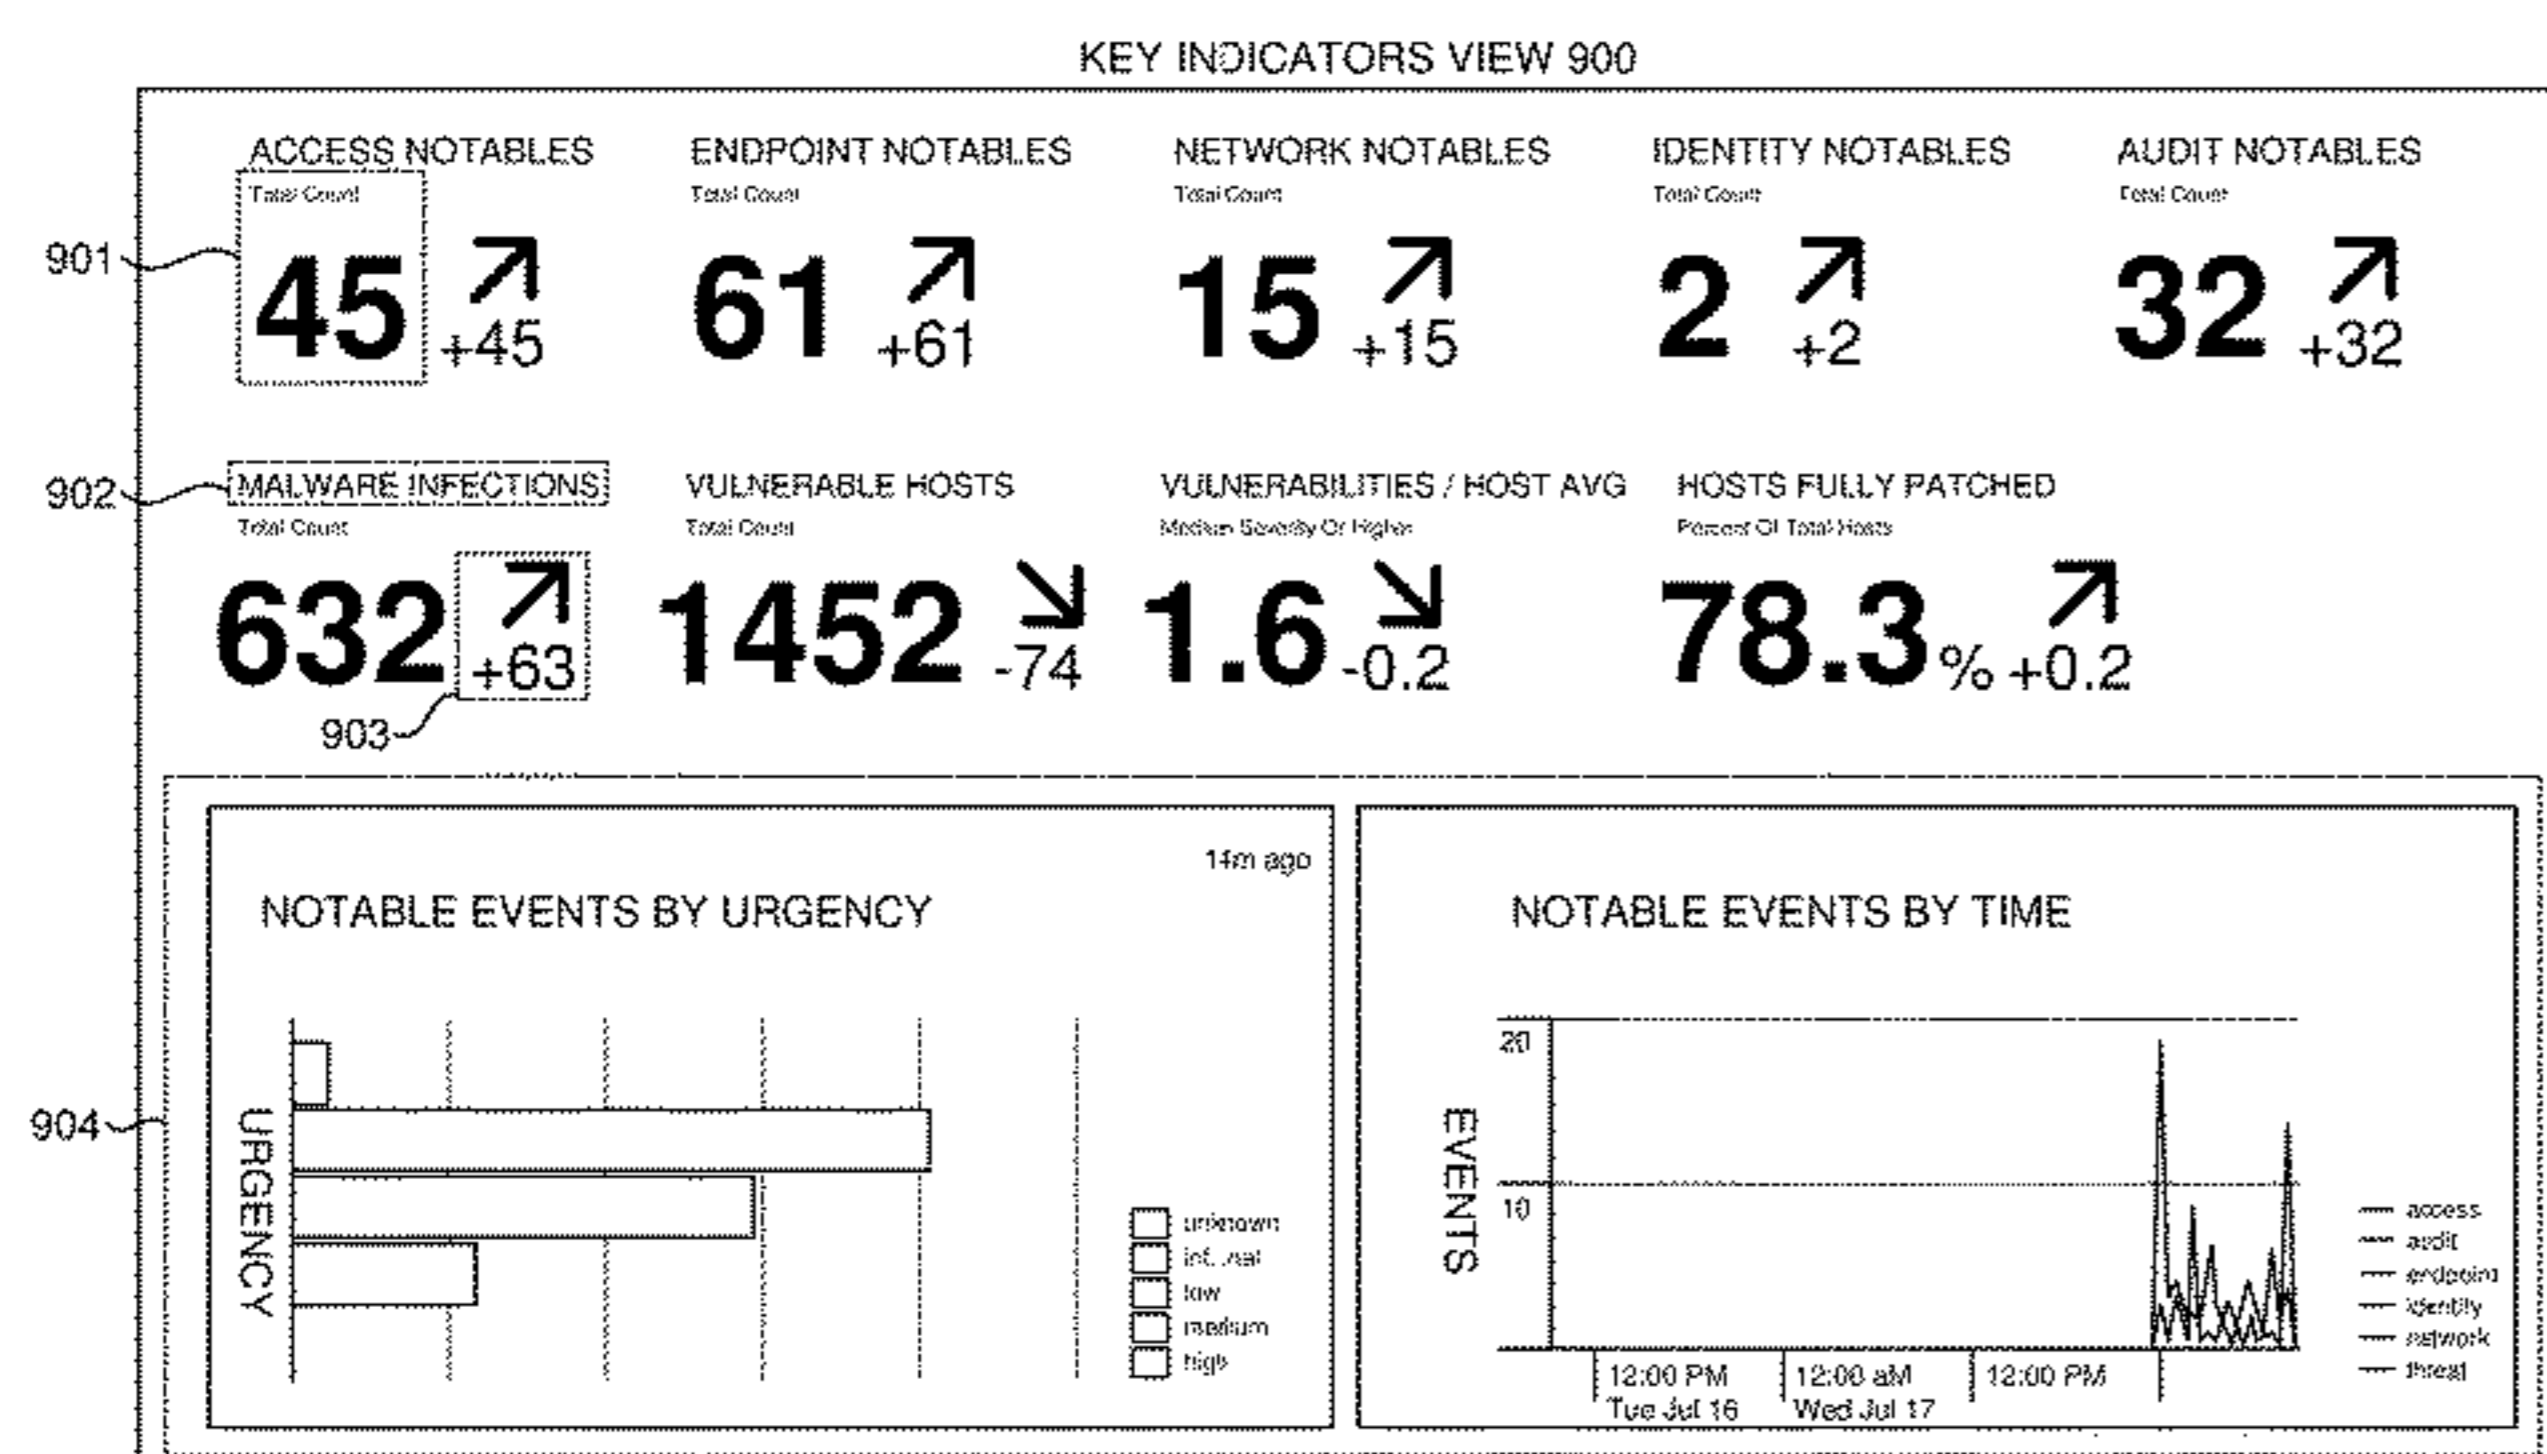 KEY INDICATORS VIEW 900
ACCESS NOTABLES
Total Count
45 +45
ENDPOINT NOTABLES
Total Count
61 +61
NETWORK NOTABLES
Total Count
15 +15
IDENTITY NOTABLES
Total Count
2 +2
AUDIT NOTABLES
Total Count
32 +32
901
902
MALWARE INFECTIONS
Total Count
632 +63
903
VULNERABLE HOSTS
Total Count
1452 -74
VULNERABILITIES / HOST AVG
Medium Severity Or Higher
1.6 -0.2
HOSTS FULLY PATCHED
Percent Of Total Hosts
78.3% +0.2
904
14m ago
NOTABLE EVENTS BY URGENCY
URGENCY
unknown
low
medium
high
NOTABLE EVENTS BY TIME
EVENTS
20
10
12:00 PM
Tue Jul 16
12:00 aM
Wed Jul 17
12:00 PM
access
audit
endpoint
identity
network
threat